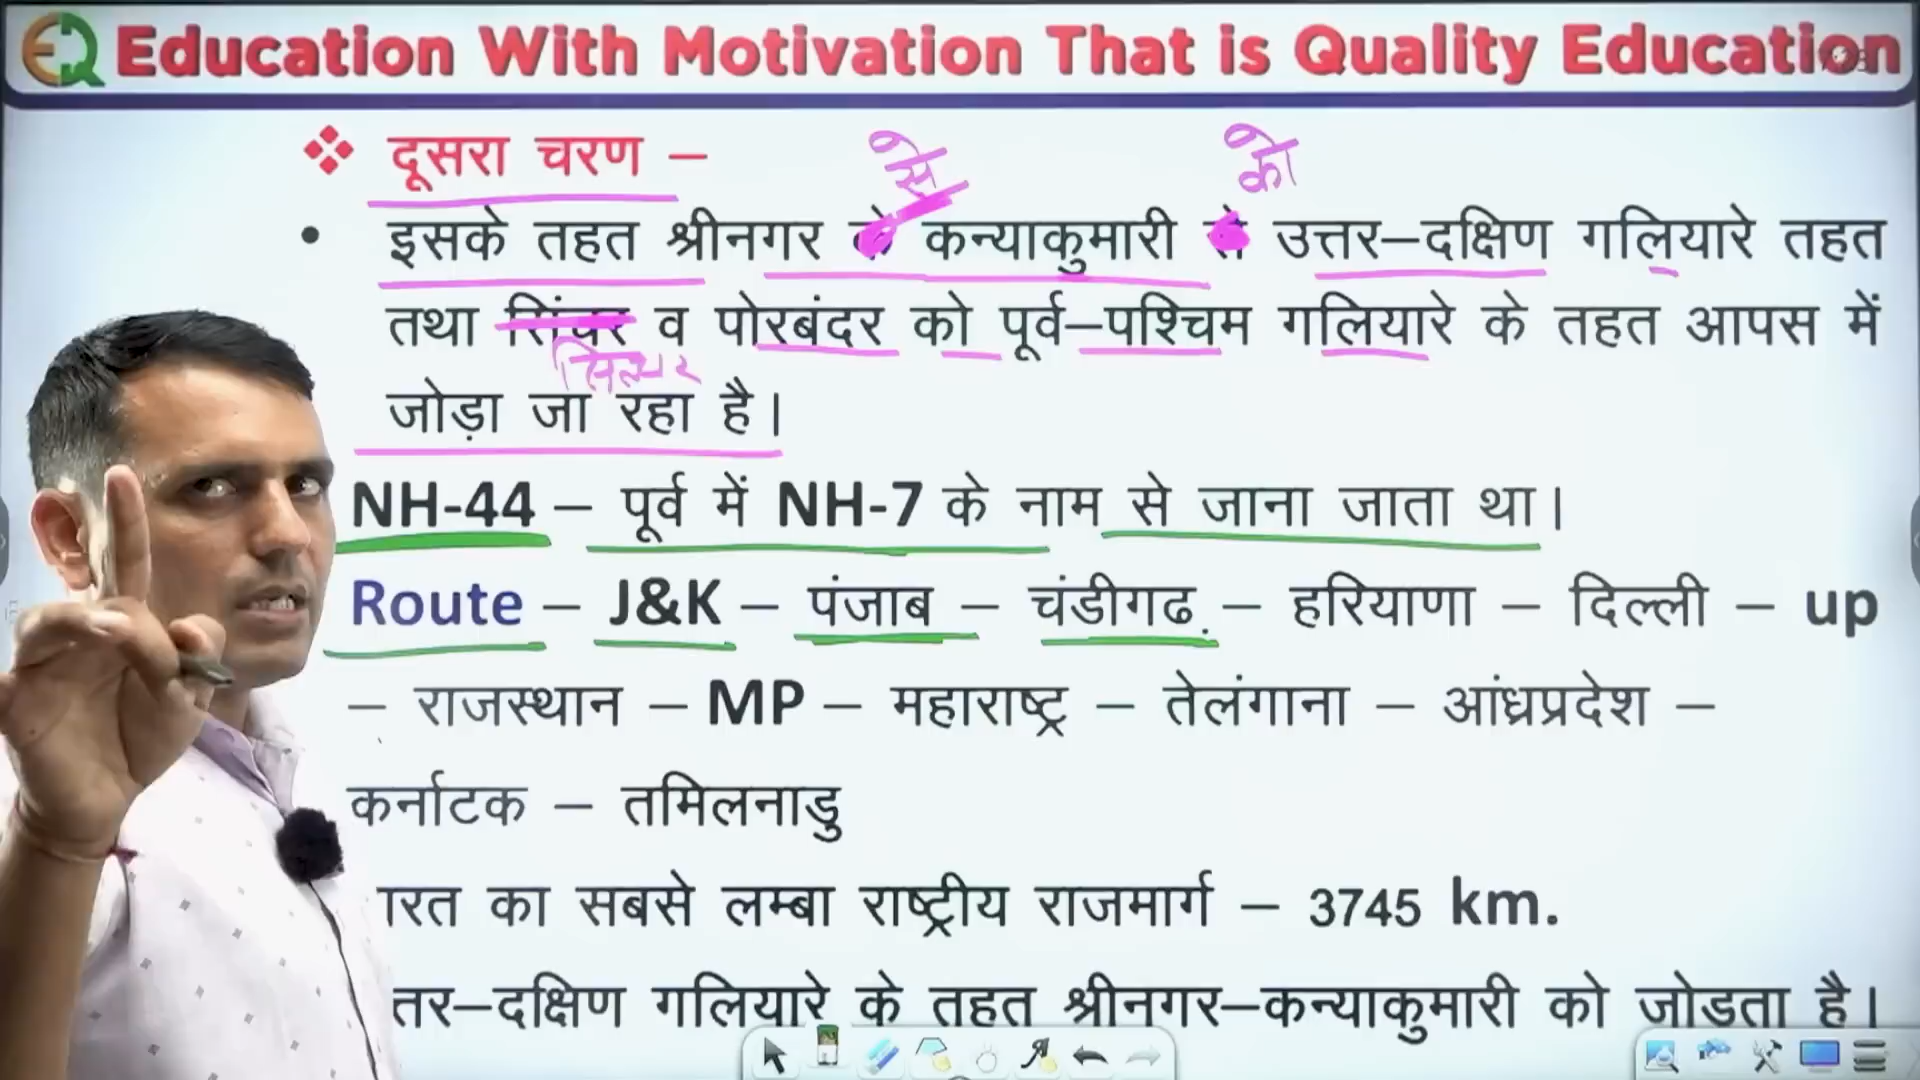 Education With Motivation That is Quality Education
❖ दूसरा चरण –
से को
• इसके तहत श्रीनगर कन्याकुमारी उत्तर–दक्षिण गलियारे तहत
तथा सिंचर व पोरबंदर को पूर्व–पश्चिम गलियारे के तहत आपस में
सिल्चर
जोड़ा जा रहा है।
NH-44 – पूर्व में NH-7 के नाम से जाना जाता था।
Route – J&K – पंजाब – चंडीगढ – हरियाणा – दिल्ली – up
– राजस्थान – MP – महाराष्ट्र – तेलंगाना – आंध्रप्रदेश –
कर्नाटक – तमिलनाडु
रत का सबसे लम्बा राष्ट्रीय राजमार्ग – 3745 km.
तर–दक्षिण गलियारे के तहत श्रीनगर–कन्याकुमारी को जोडता है।